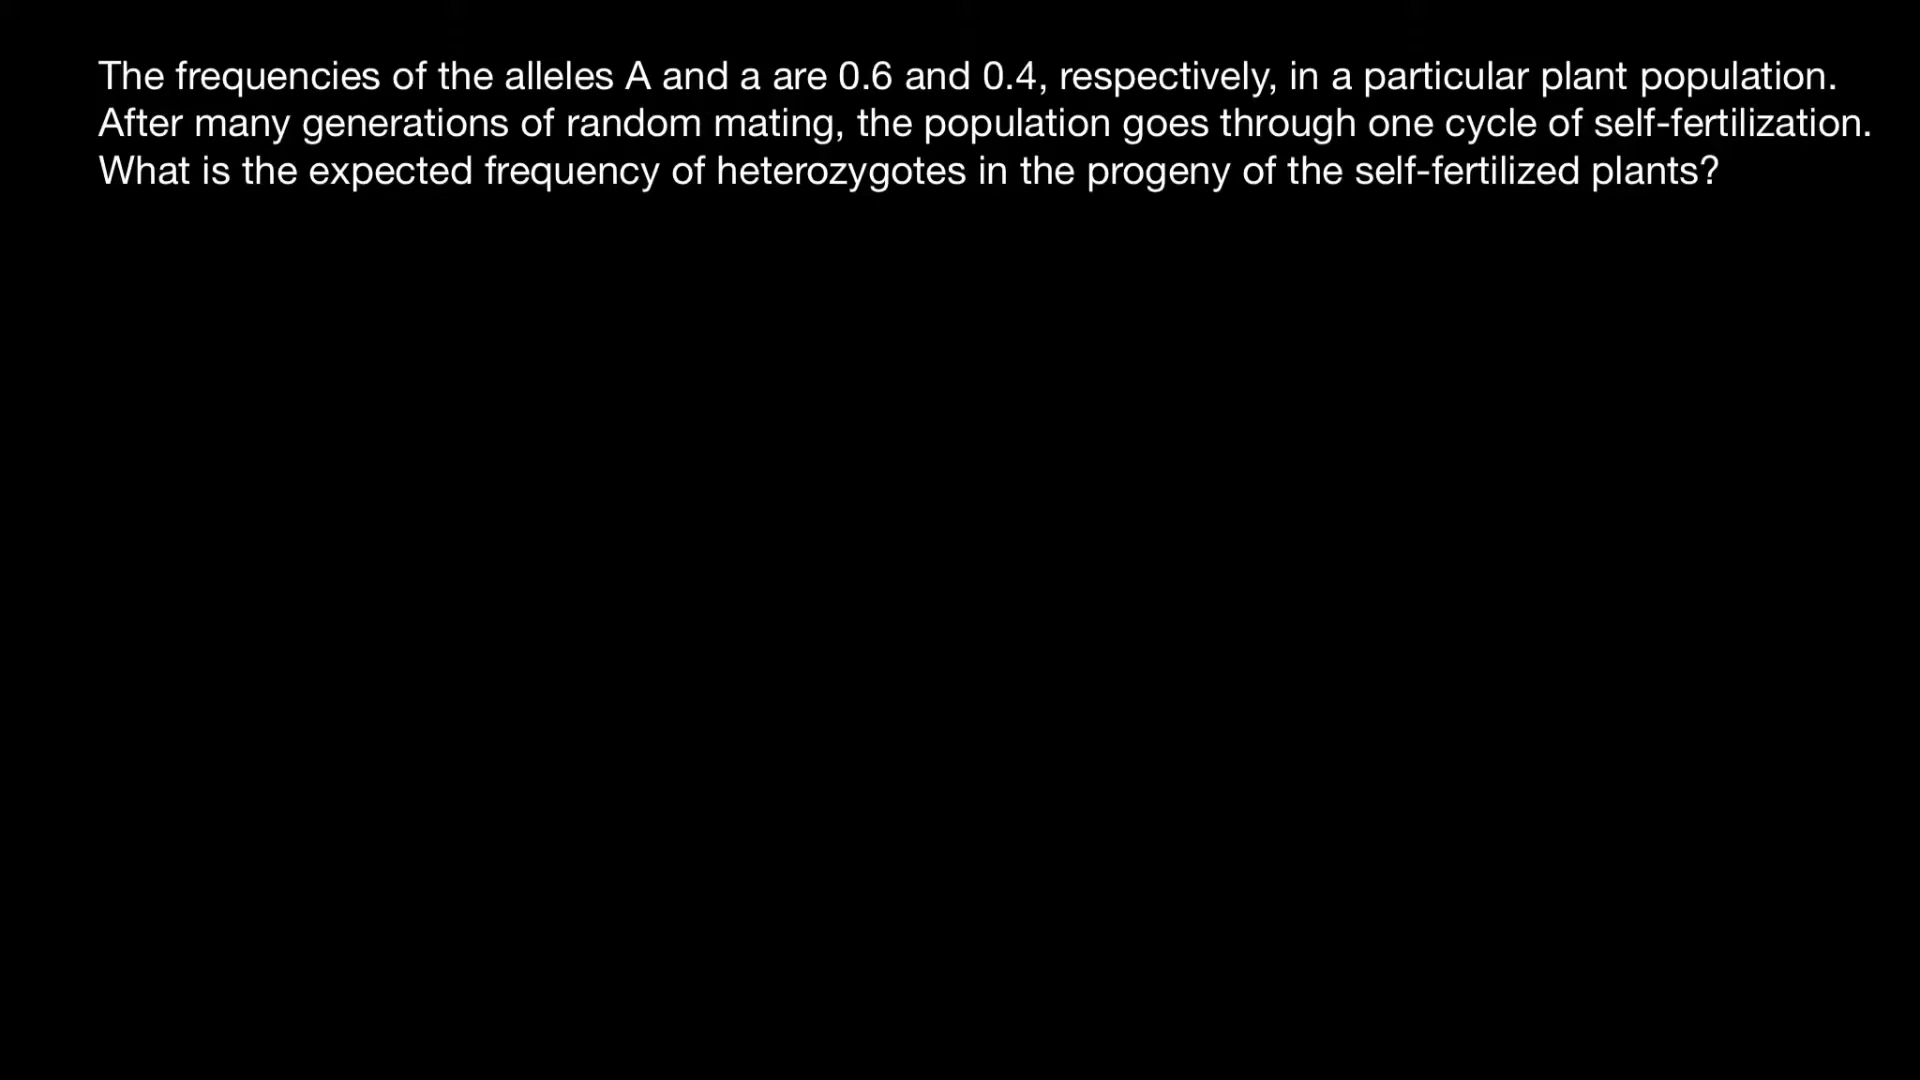 The frequencies of the alleles A and a are 0.6 and 0.4, respectively, in a particular plant population.
After many generations of random mating, the population goes through one cycle of self-fertilization.
What is the expected frequency of heterozygotes in the progeny of the self-fertilized plants?